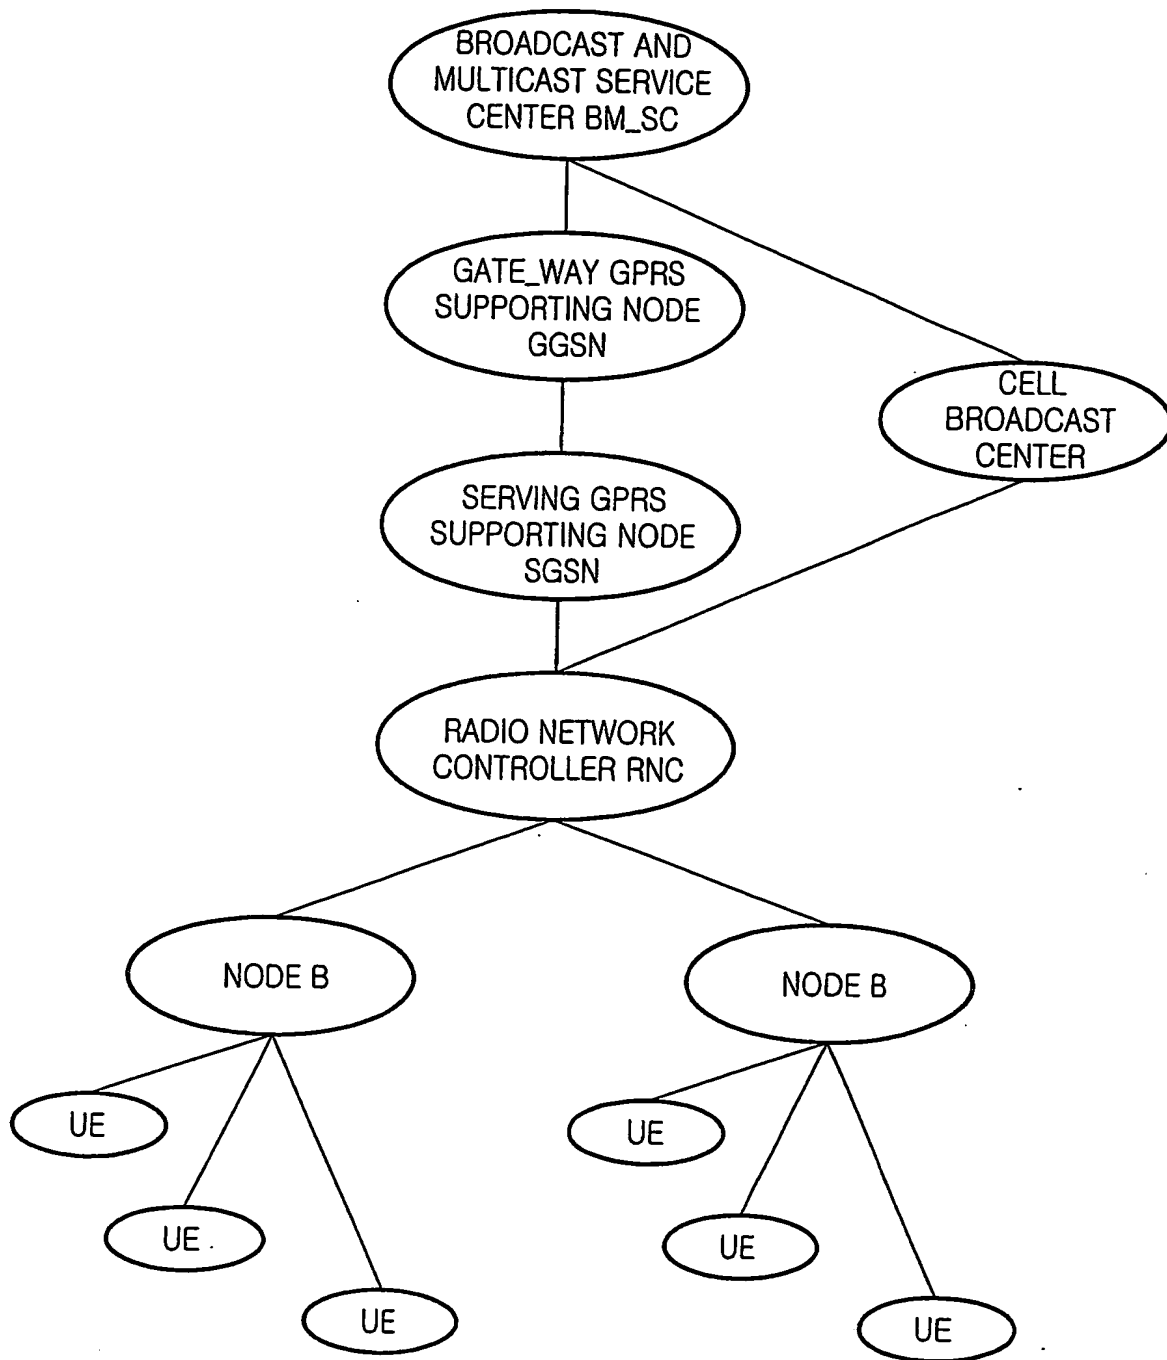 BROADCAST AND
MULTICAST SERVICE
CENTER BM_SC
GATE_WAY GPRS
SUPPORTING NODE
GGSN
CELL
BROADCAST
CENTER
SERVING GPRS
SUPPORTING NODE
SGSN
RADIO NETWORK
CONTROLLER RNC
NODE B
NODE B
UE
UE
UE
UE
UE
UE